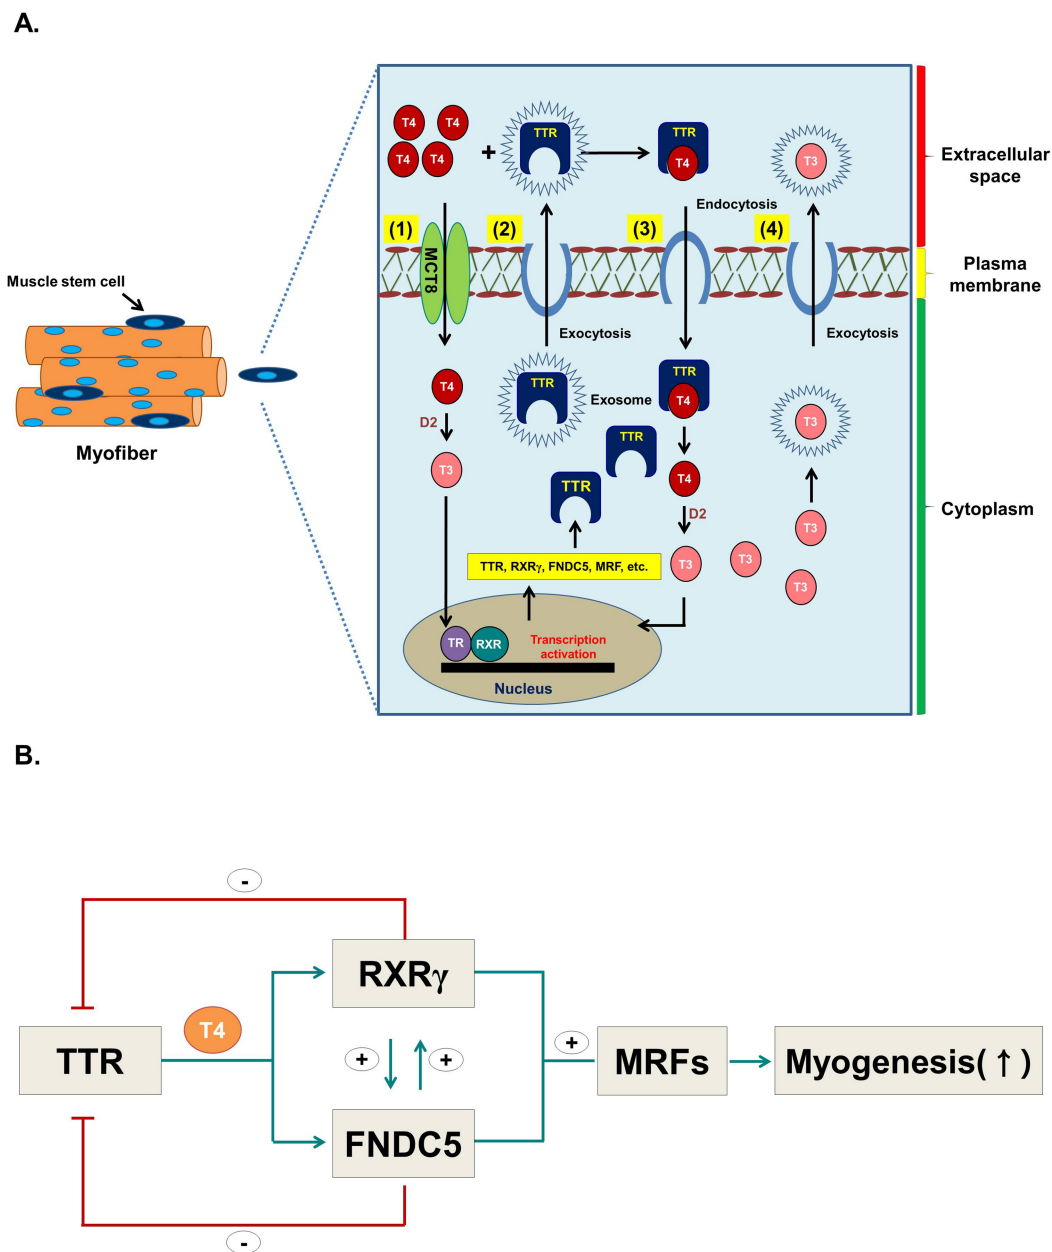 A.
T4
T4
T4
T4
+
TTR
TTR
T4
T3
Extracellular
space
Endocytosis
(1)
(2)
(3)
(4)
MCT8
Plasma
membrane
Muscle stem cell
Exocytosis
Exocytosis
T4
TTR
Exosome
TTR
T4
T3
D2
TTR
Myofiber
T3
TTR
T4
D2
Cytoplasm
T3
T3
T3
T3
TTR, RXRγ, FNDC5, MRF, etc.
TR
RXR
Transcription
activation
Nucleus
B.
-
RXRγ
T4
TTR
+
+
+
MRFs
Myogenesis(↑)
FNDC5
-